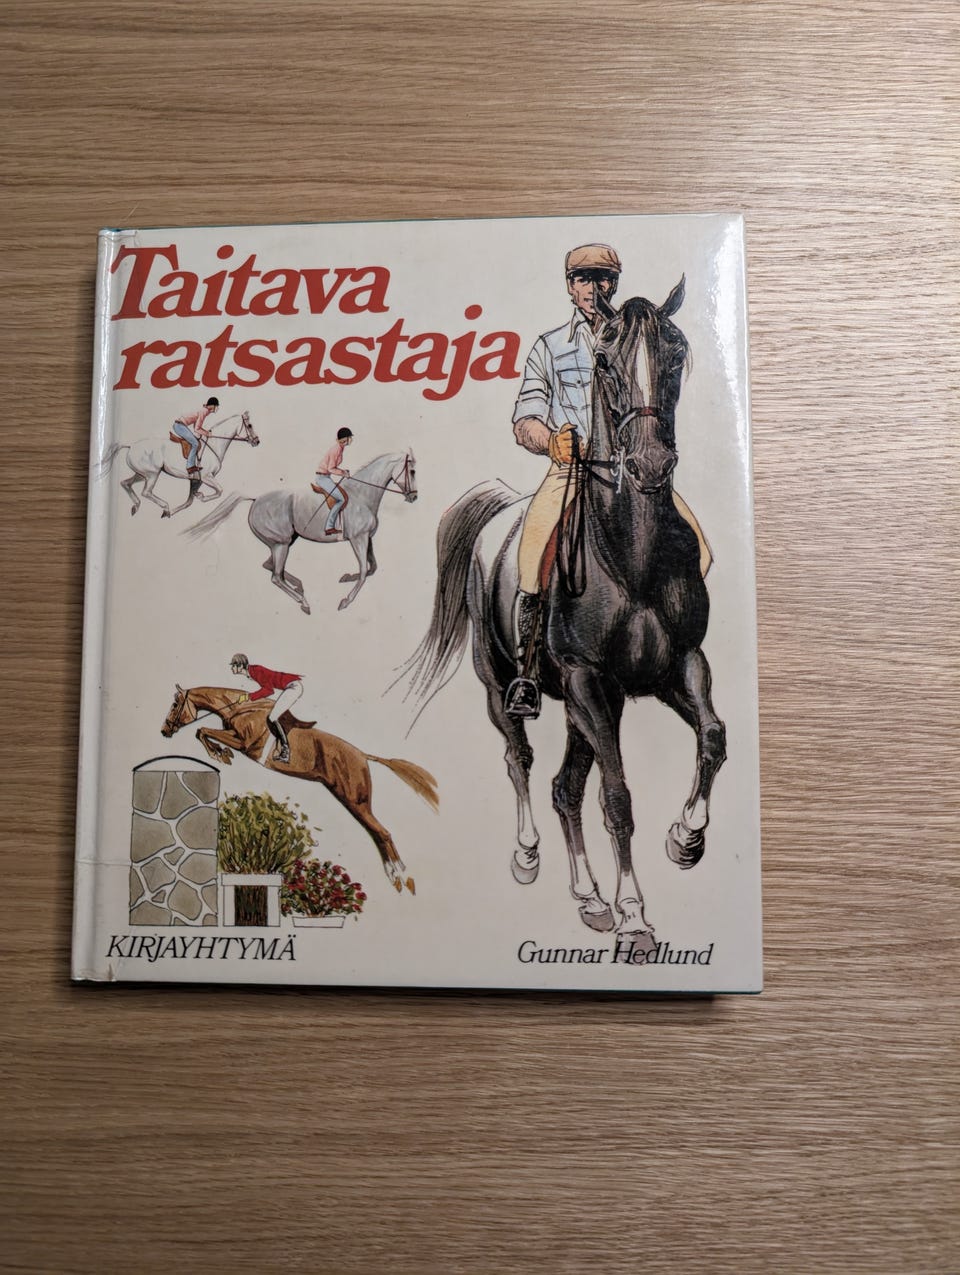 Taitava
ratsastaja
KIRJAYHTYMÄ
Gunnar Hedlund